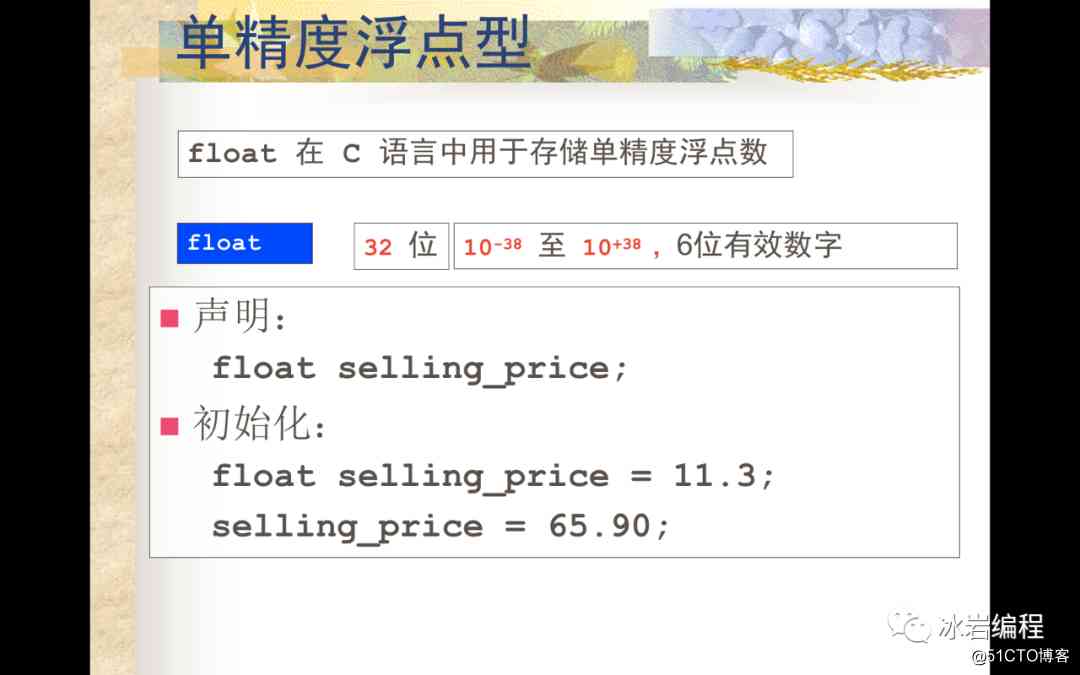 单精度浮点型
float 在 C 语言中用于存储单精度浮点数
float 32 位 10⁻³⁸ 至 10⁺³⁸ ，6位有效数字
声明：
float selling_price;
初始化：
float selling_price = 11.3;
selling_price = 65.90;
冰岩编程
@51CTO博客